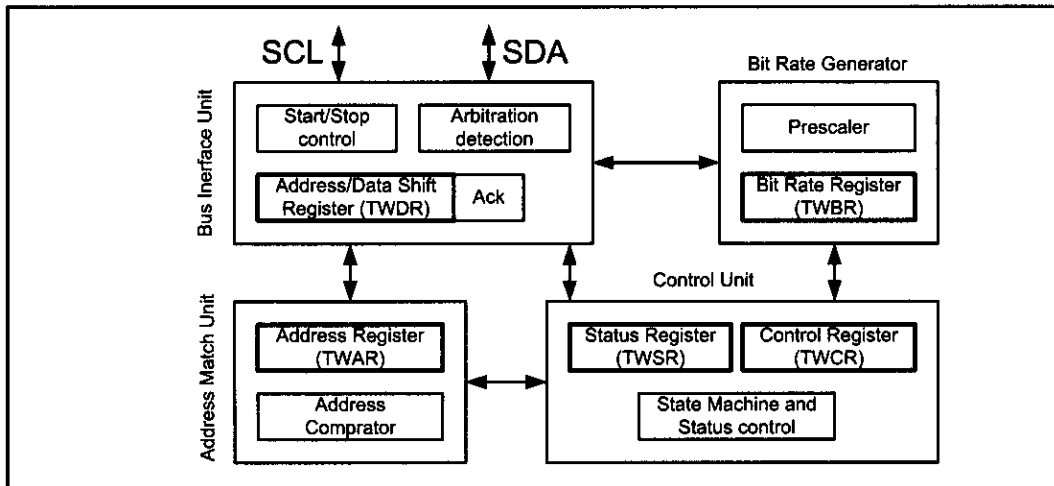 SCL
SDA
Bit Rate Generator
Bus Inerface Unit
Start/Stop
control
Arbitration
detection
Prescaler
Address/Data Shift
Register (TWDR)
Ack
Bit Rate Register
(TWBR)
Control Unit
Address Match Unit
Address Register
(TWAR)
Status Register
(TWSR)
Control Register
(TWCR)
Address
Comprator
State Machine and
Status control